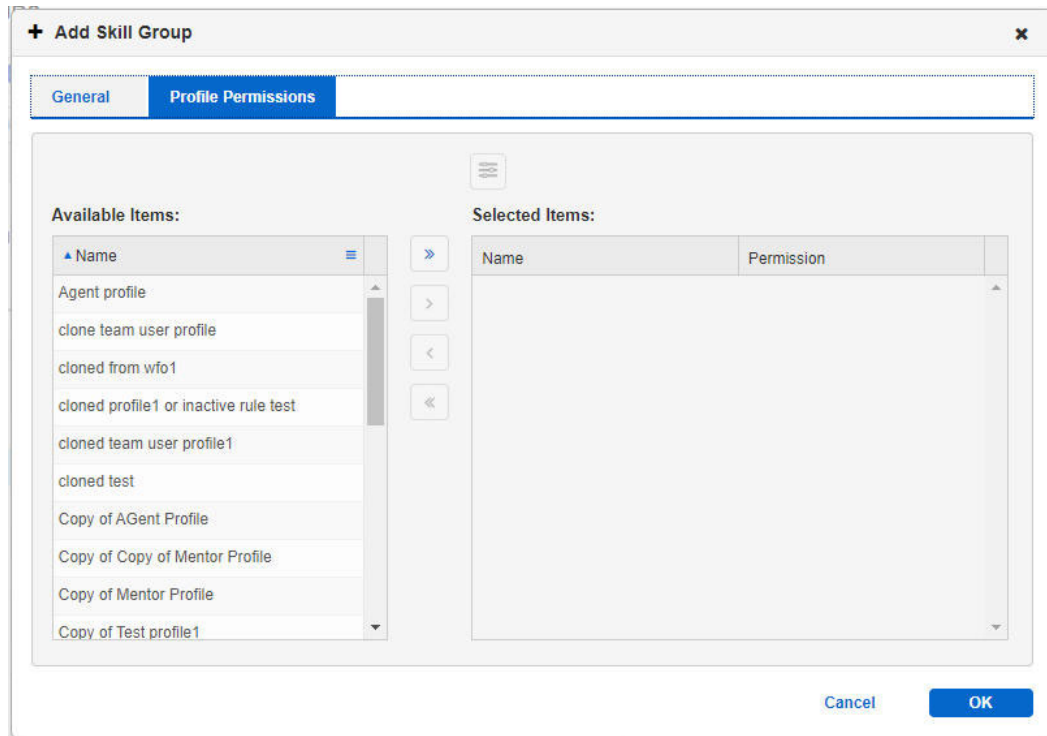 Add Skill Group
General
Profile Permissions
Available Items:
Selected Items:
Name
Name
Permission
Agent profile
clone team user profile
cloned from wfo1
cloned profile1 or inactive rule test
cloned team user profile1
cloned test
Copy of AGent Profile
Copy of Copy of Mentor Profile
Copy of Mentor Profile
Copy of Test profile1
Cancel
OK